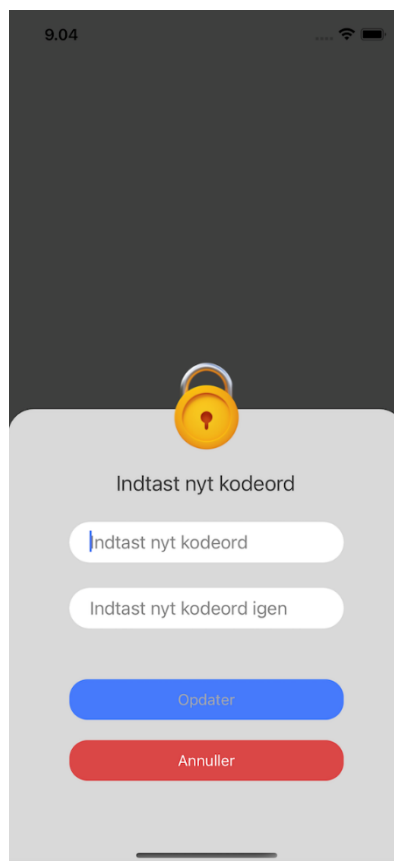 9.04
Indtast nyt kodeord
Indtast nyt kodeord
Indtast nyt kodeord igen
Opdater
Annuller